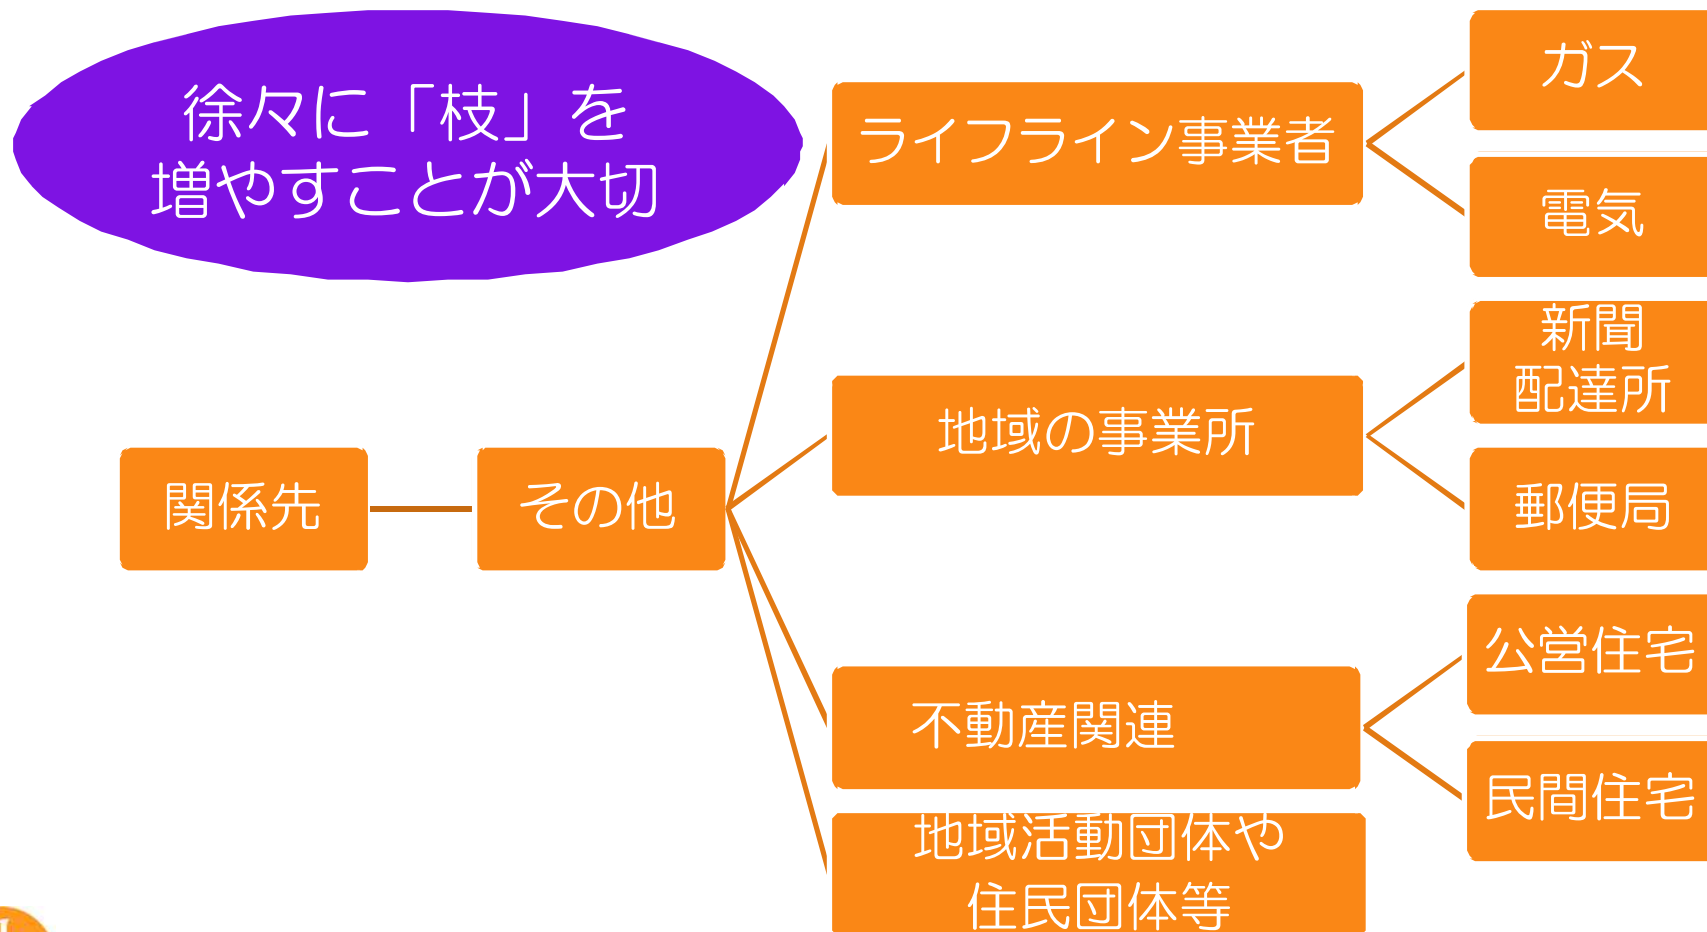 徐々に「枝」を
増やすことが大切
関係先
その他
ライフライン事業者
ガス
電気
地域の事業所
新聞
配達所
郵便局
不動産関連
公営住宅
民間住宅
地域活動団体や
住民団体等